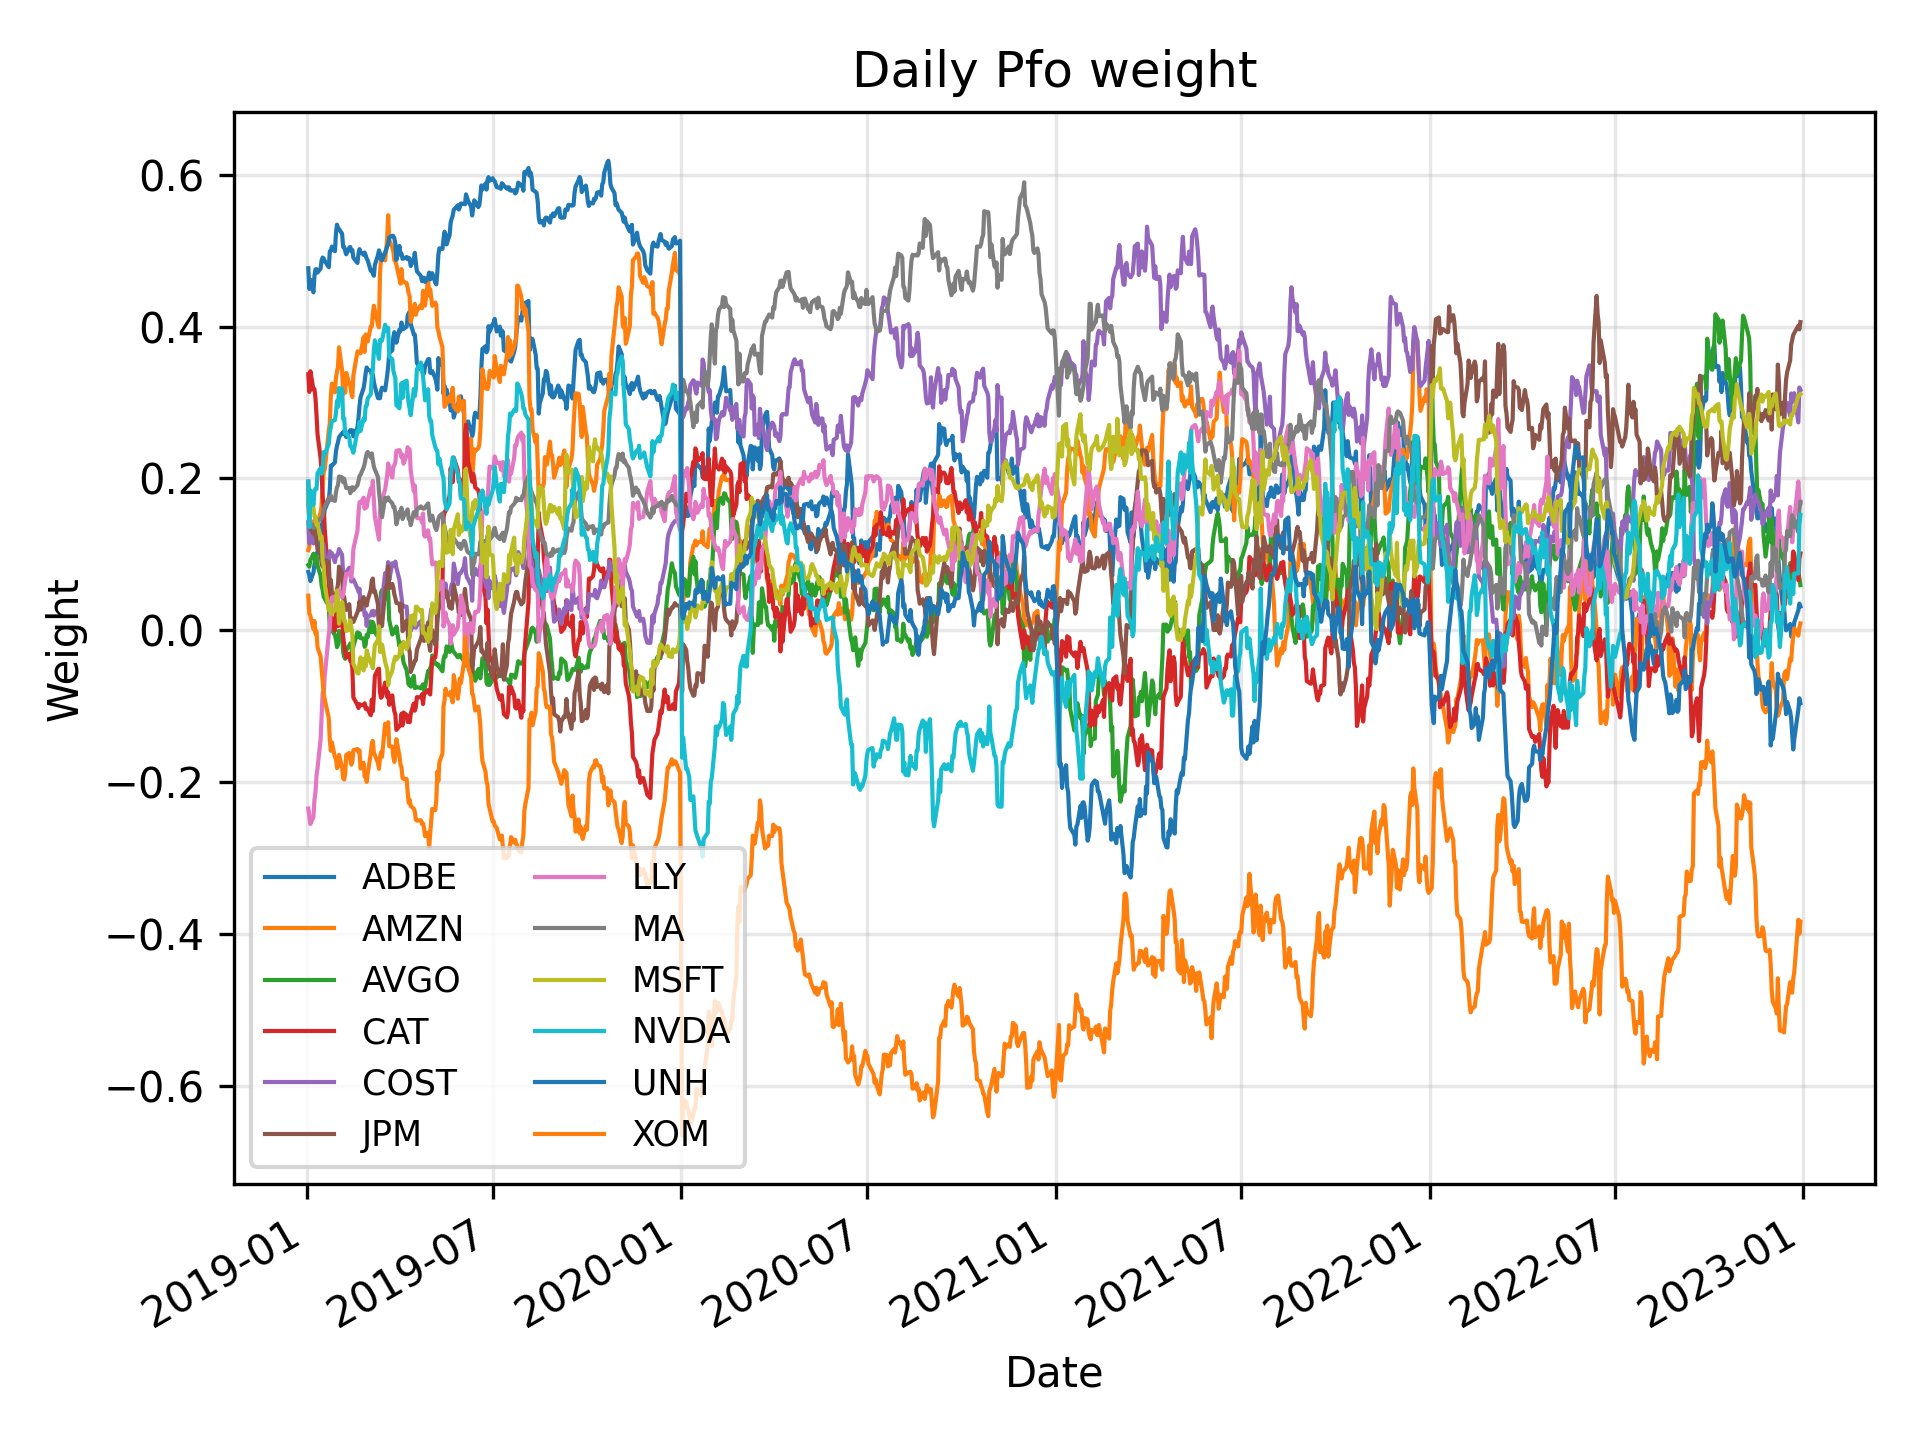 Daily Pfo weight
Weight
0.6
0.4
0.2
0.0
−0.2
−0.4
−0.6
ADBE
AMZN
AVGO
CAT
COST
JPM
LLY
MA
MSFT
NVDA
UNH
XOM
2019-01
2019-07
2020-01
2020-07
2021-01
2021-07
2022-01
2022-07
2023-01
Date